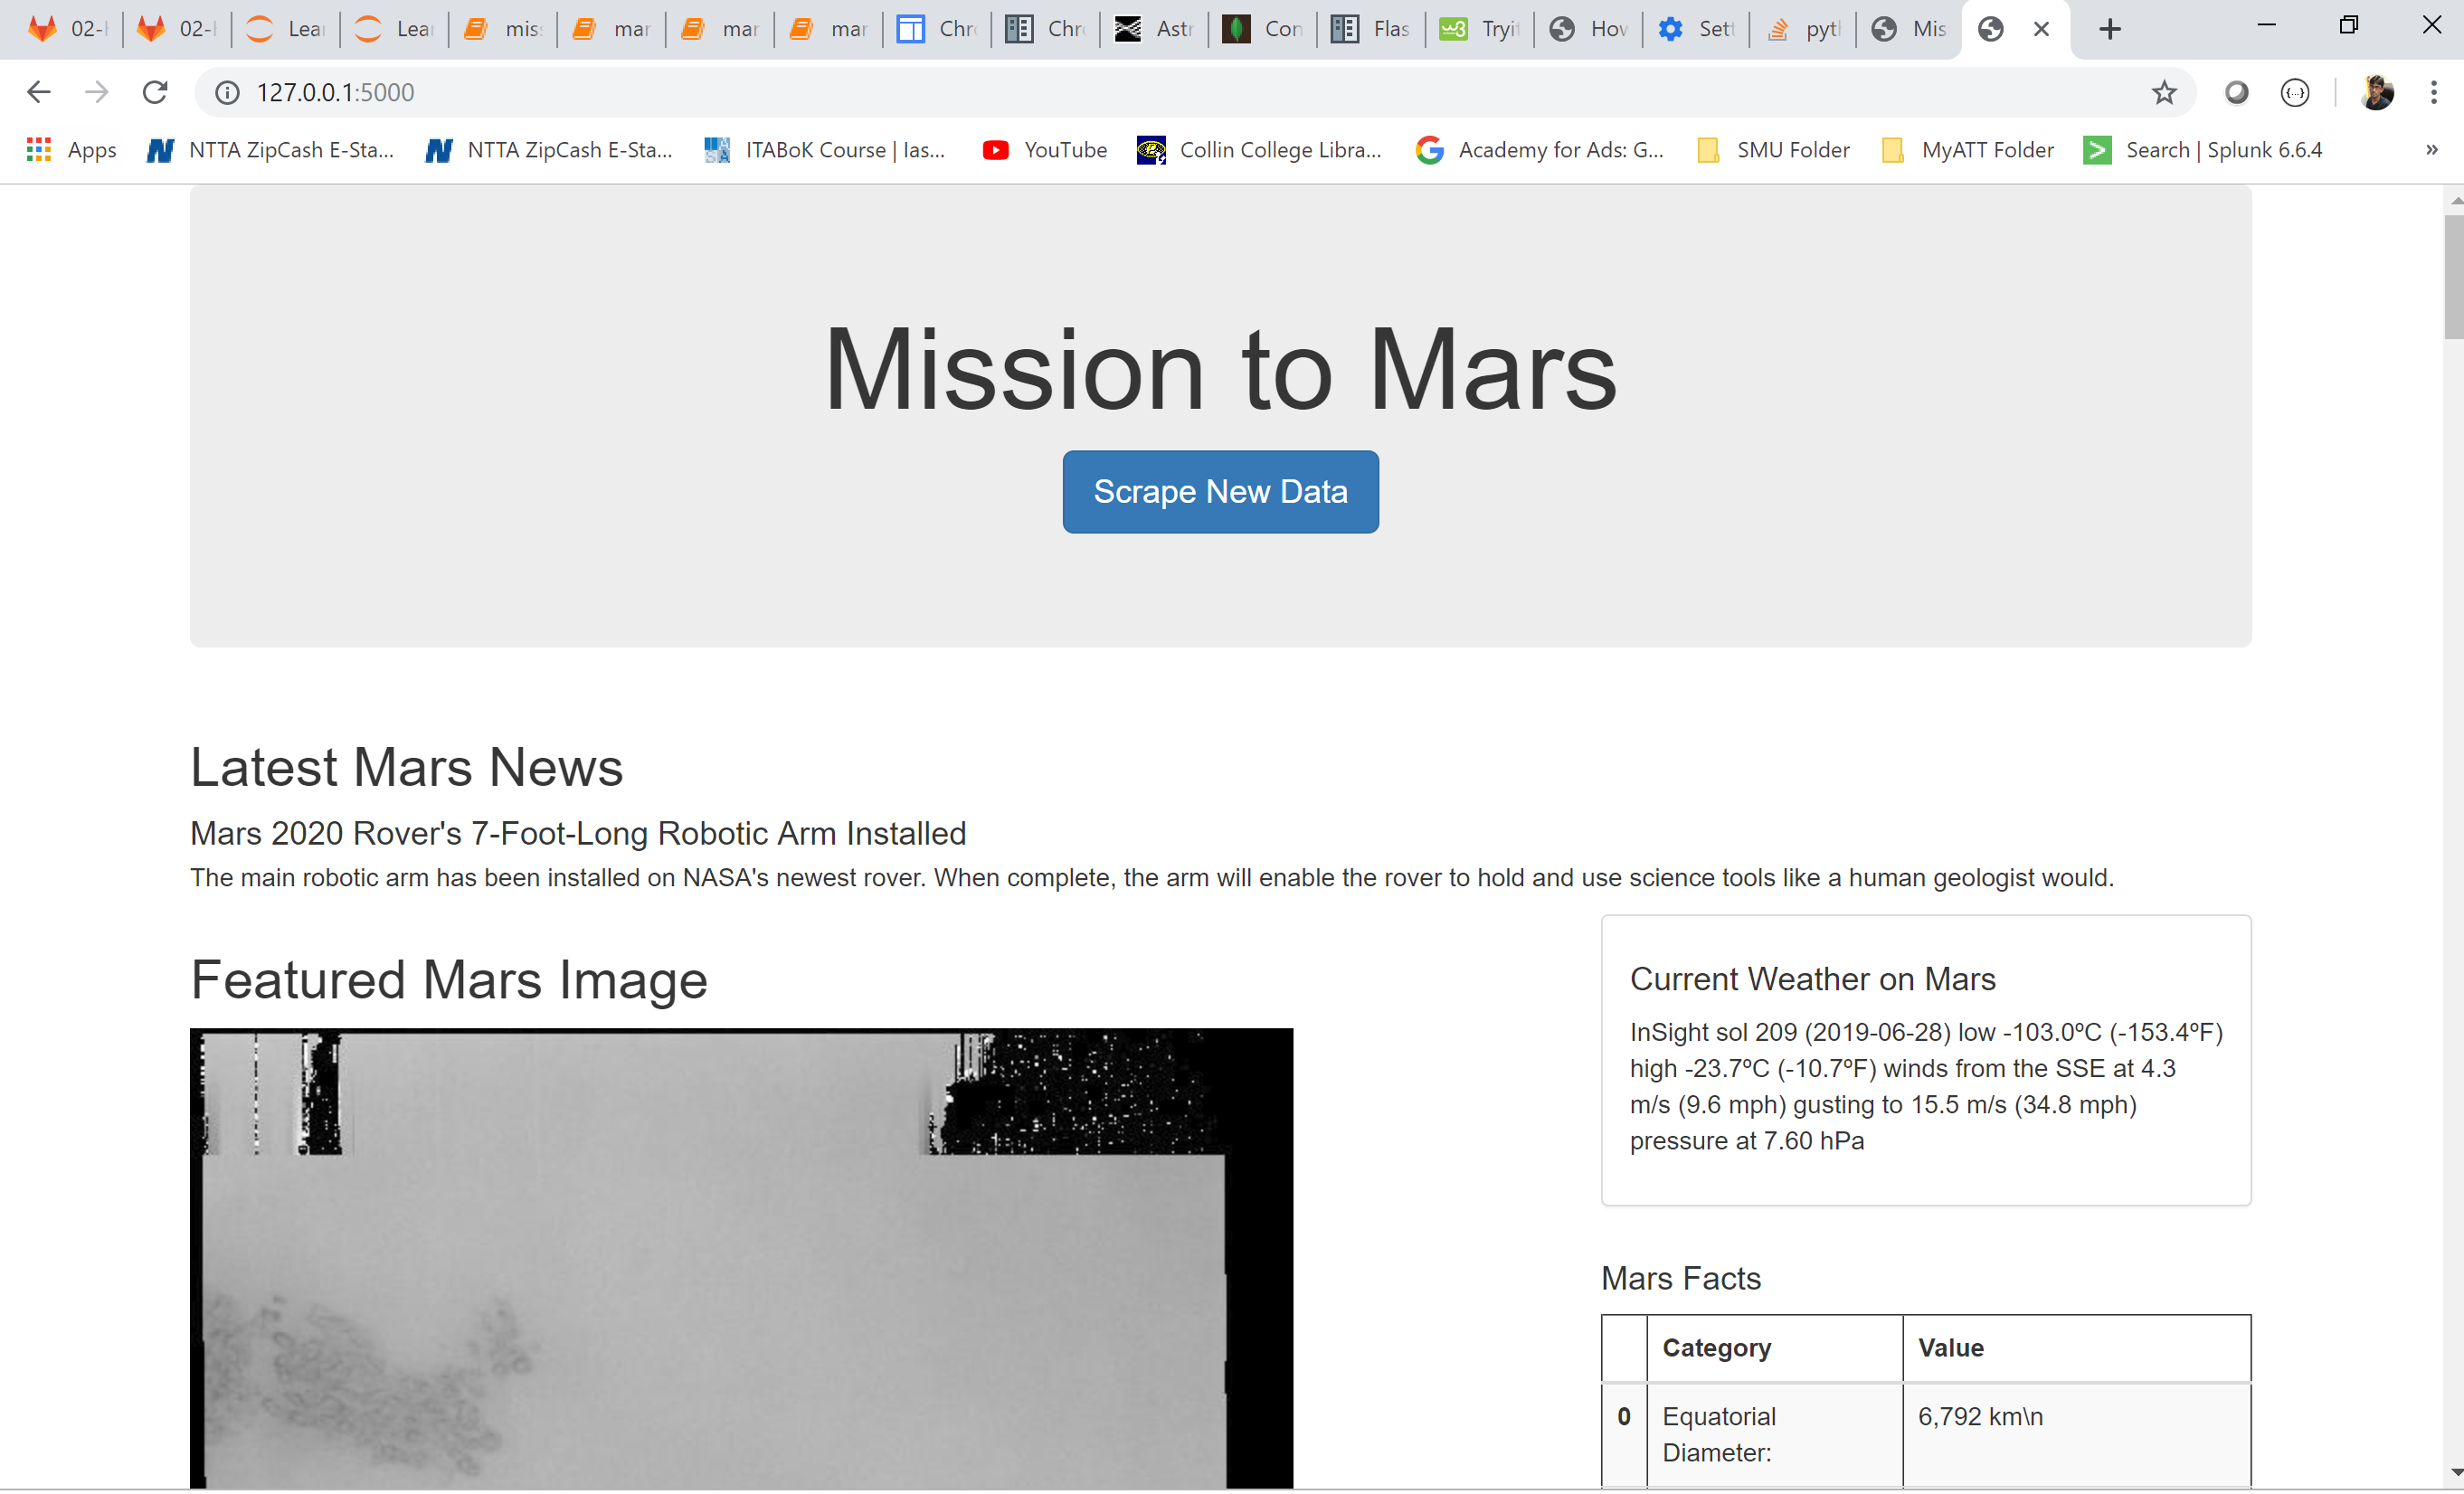 02-
02-
Lea
Lea
mis
mar
mar
mar
Chr
Chr
Astr
Con
Flas
Tryi
How
Sett
pyt
Mis
127.0.0.1:5000
Apps
NTTA ZipCash E-Sta...
NTTA ZipCash E-Sta...
ITABoK Course | Ias...
YouTube
Collin College Libra...
Academy for Ads: G...
SMU Folder
MyATT Folder
Search | Splunk 6.6.4
»
Mission to Mars
Scrape New Data
Latest Mars News
Mars 2020 Rover's 7-Foot-Long Robotic Arm Installed
The main robotic arm has been installed on NASA's newest rover. When complete, the arm will enable the rover to hold and use science tools like a human geologist would.
Featured Mars Image
Current Weather on Mars
InSight sol 209 (2019-06-28) low -103.0ºC (-153.4ºF)
high -23.7ºC (-10.7ºF) winds from the SSE at 4.3
m/s (9.6 mph) gusting to 15.5 m/s (34.8 mph)
pressure at 7.60 hPa
Mars Facts
Category Value
0 Equatorial Diameter: 6,792 km\n